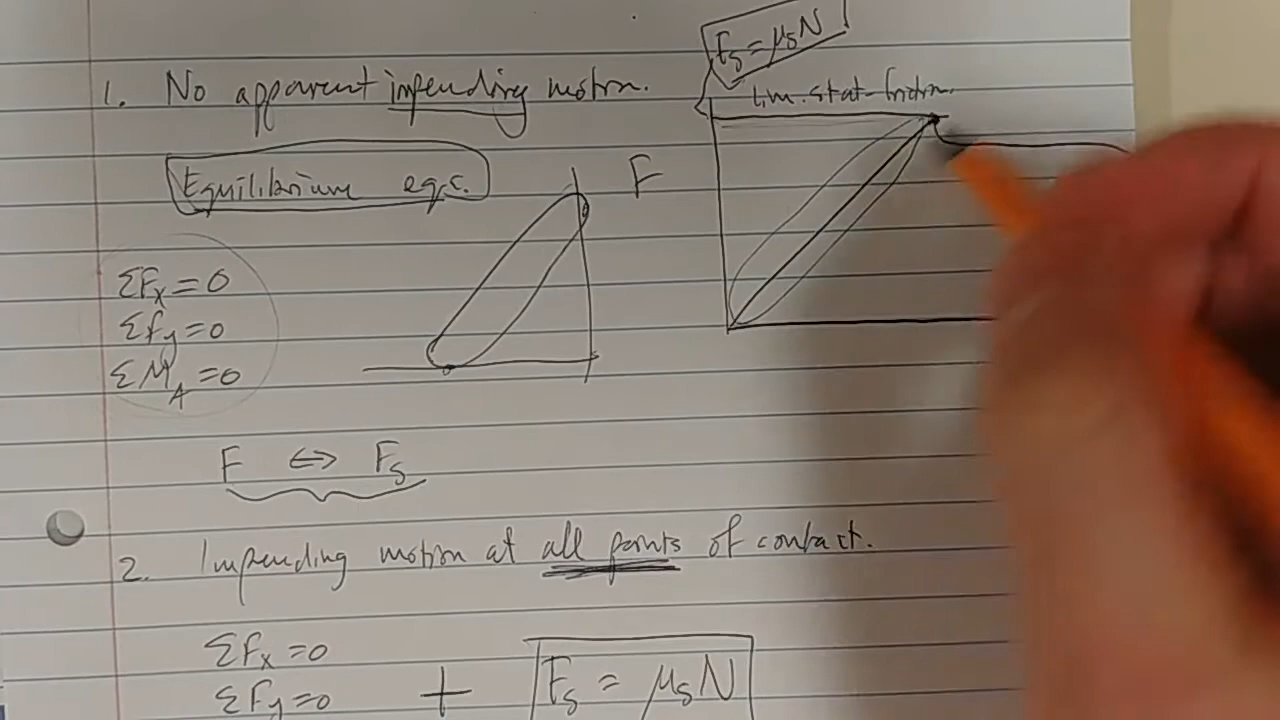 Fs = μsN
1. No apparent impending motion.
Lim. stat. friction.
Equilibrium eqs.
F
ΣFx = 0
ΣFy = 0
ΣMA = 0
F ⇔ Fs
2. Impending motion at all points of contact.
ΣFx = 0
ΣFy = 0
+ Fs = μsN